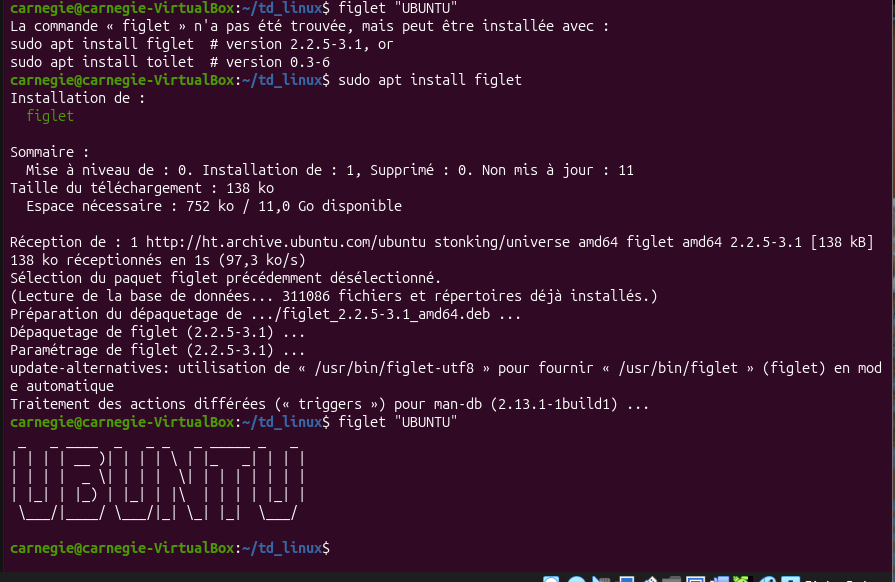 carnegie@carnegie-VirtualBox:~/td_linux$ figlet "UBUNTU"
La commande « figlet » n'a pas été trouvée, mais peut être installée avec :
sudo apt install figlet  # version 2.2.5-3.1, or
sudo apt install toilet  # version 0.3-6
carnegie@carnegie-VirtualBox:~/td_linux$ sudo apt install figlet
Installation de :
  figlet

Sommaire :
  Mise à niveau de : 0. Installation de : 1, Supprimé : 0. Non mis à jour : 11
Taille du téléchargement : 138 ko
  Espace nécessaire : 752 ko / 11,0 Go disponible

Réception de : 1 http://ht.archive.ubuntu.com/ubuntu stonking/universe amd64 figlet amd64 2.2.5-3.1 [138 kB]
138 ko réceptionnés en 1s (97,3 ko/s)
Sélection du paquet figlet précédemment désélectionné.
(Lecture de la base de données... 311086 fichiers et répertoires déjà installés.)
Préparation du dépaquetage de .../figlet_2.2.5-3.1_amd64.deb ...
Dépaquetage de figlet (2.2.5-3.1) ...
Paramétrage de figlet (2.2.5-3.1) ...
update-alternatives: utilisation de « /usr/bin/figlet-utf8 » pour fournir « /usr/bin/figlet » (figlet) en mod
e automatique
Traitement des actions différées (« triggers ») pour man-db (2.13.1-1build1) ...
carnegie@carnegie-VirtualBox:~/td_linux$ figlet "UBUNTU"
UBUNTU
carnegie@carnegie-VirtualBox:~/td_linux$